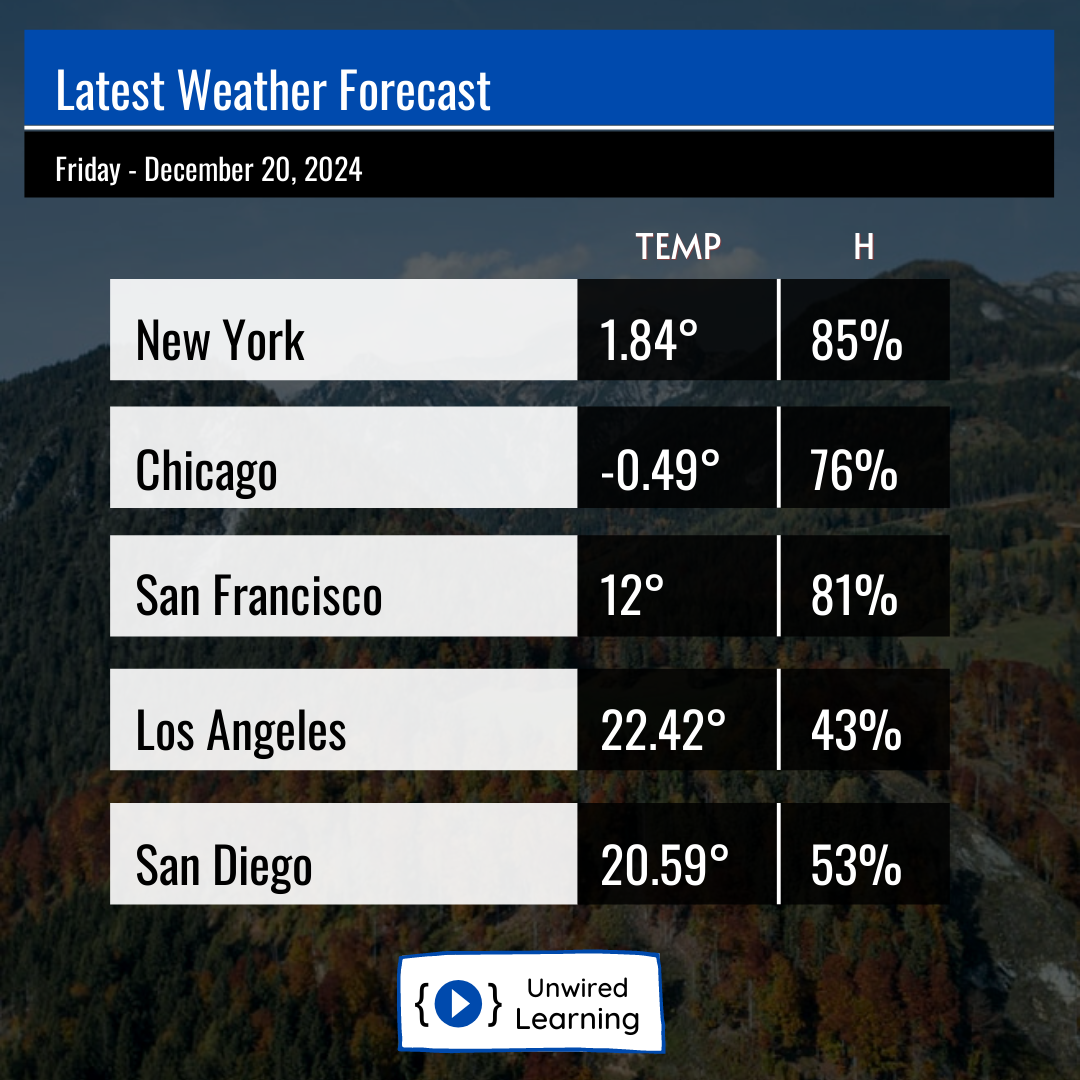 Latest Weather Forecast
Friday - December 20, 2024
TEMP H
New York 1.84° 85%
Chicago -0.49° 76%
San Francisco 12° 81%
Los Angeles 22.42° 43%
San Diego 20.59° 53%
{ } Unwired
Learning